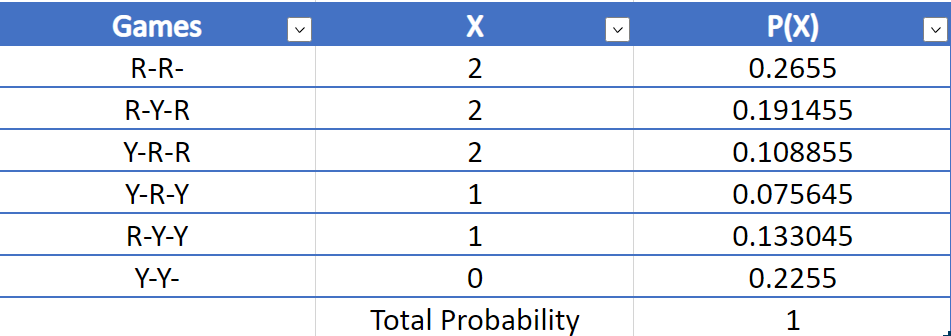 Games X P(X)
R-R- 2 0.2655
R-Y-R 2 0.191455
Y-R-R 2 0.108855
Y-R-Y 1 0.075645
R-Y-Y 1 0.133045
Y-Y- 0 0.2255
Total Probability 1